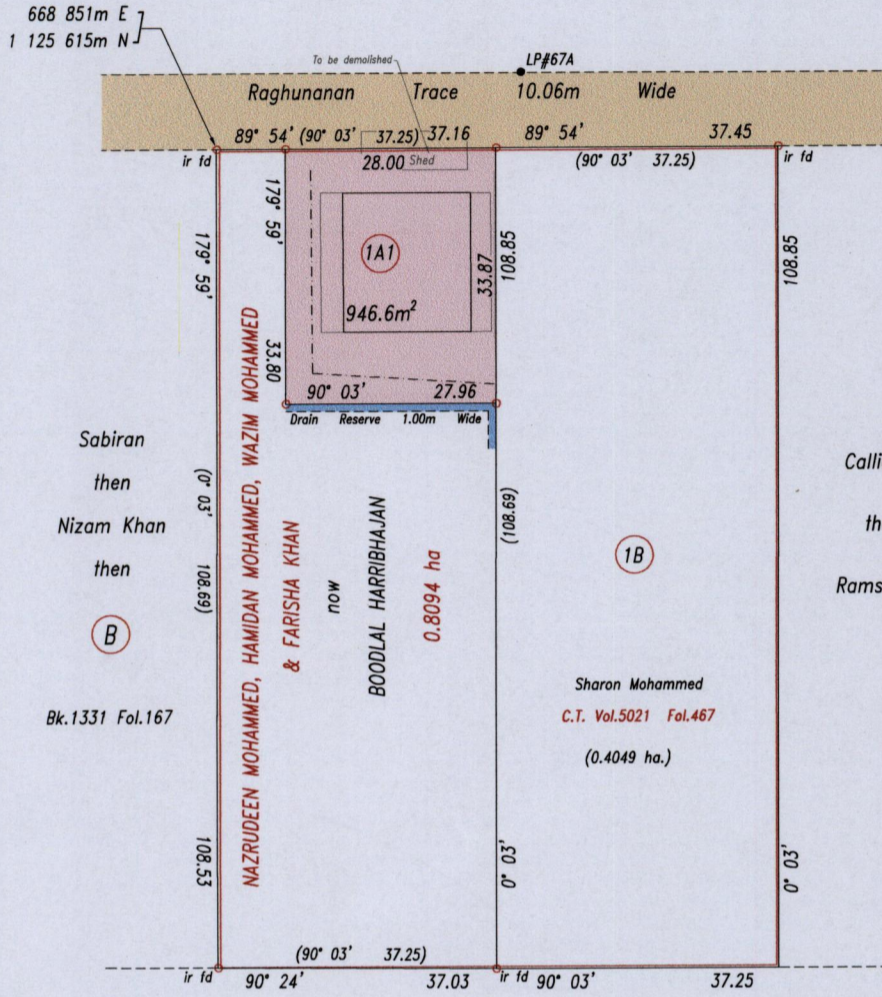 668 851m E
1 125 615m N
To be demolished
LP#67A
Raghunanan Trace 10.06m Wide
89° 54' (90° 03' 37.25) 37.16
89° 54' 37.45
ir fd
28.00 Shed
(90° 03' 37.25)
ir fd
179° 59'
179° 59'
1A1
33.87
108.85
108.85
946.6m²
33.80
90° 03' 27.96
Drain Reserve 1.00m Wide
Sabiran
then
Nizam Khan
then
B
Bk.1331 Fol.167
(0° 03' 108.69)
108.53
NAZRUDEEN MOHAMMED, HAMIDAN MOHAMMED, WAZIM MOHAMMED
& FARISHA KHAN
now
BOODLAL HARRIBHAJAN
0.8094 ha
(108.69)
0° 03'
1B
Sharon Mohammed
C.T. Vol.5021 Fol.467
(0.4049 ha.)
0° 03'
Calli
th
Rams
(90° 03' 37.25)
ir fd
90° 24' 37.03
ir fd
90° 03' 37.25